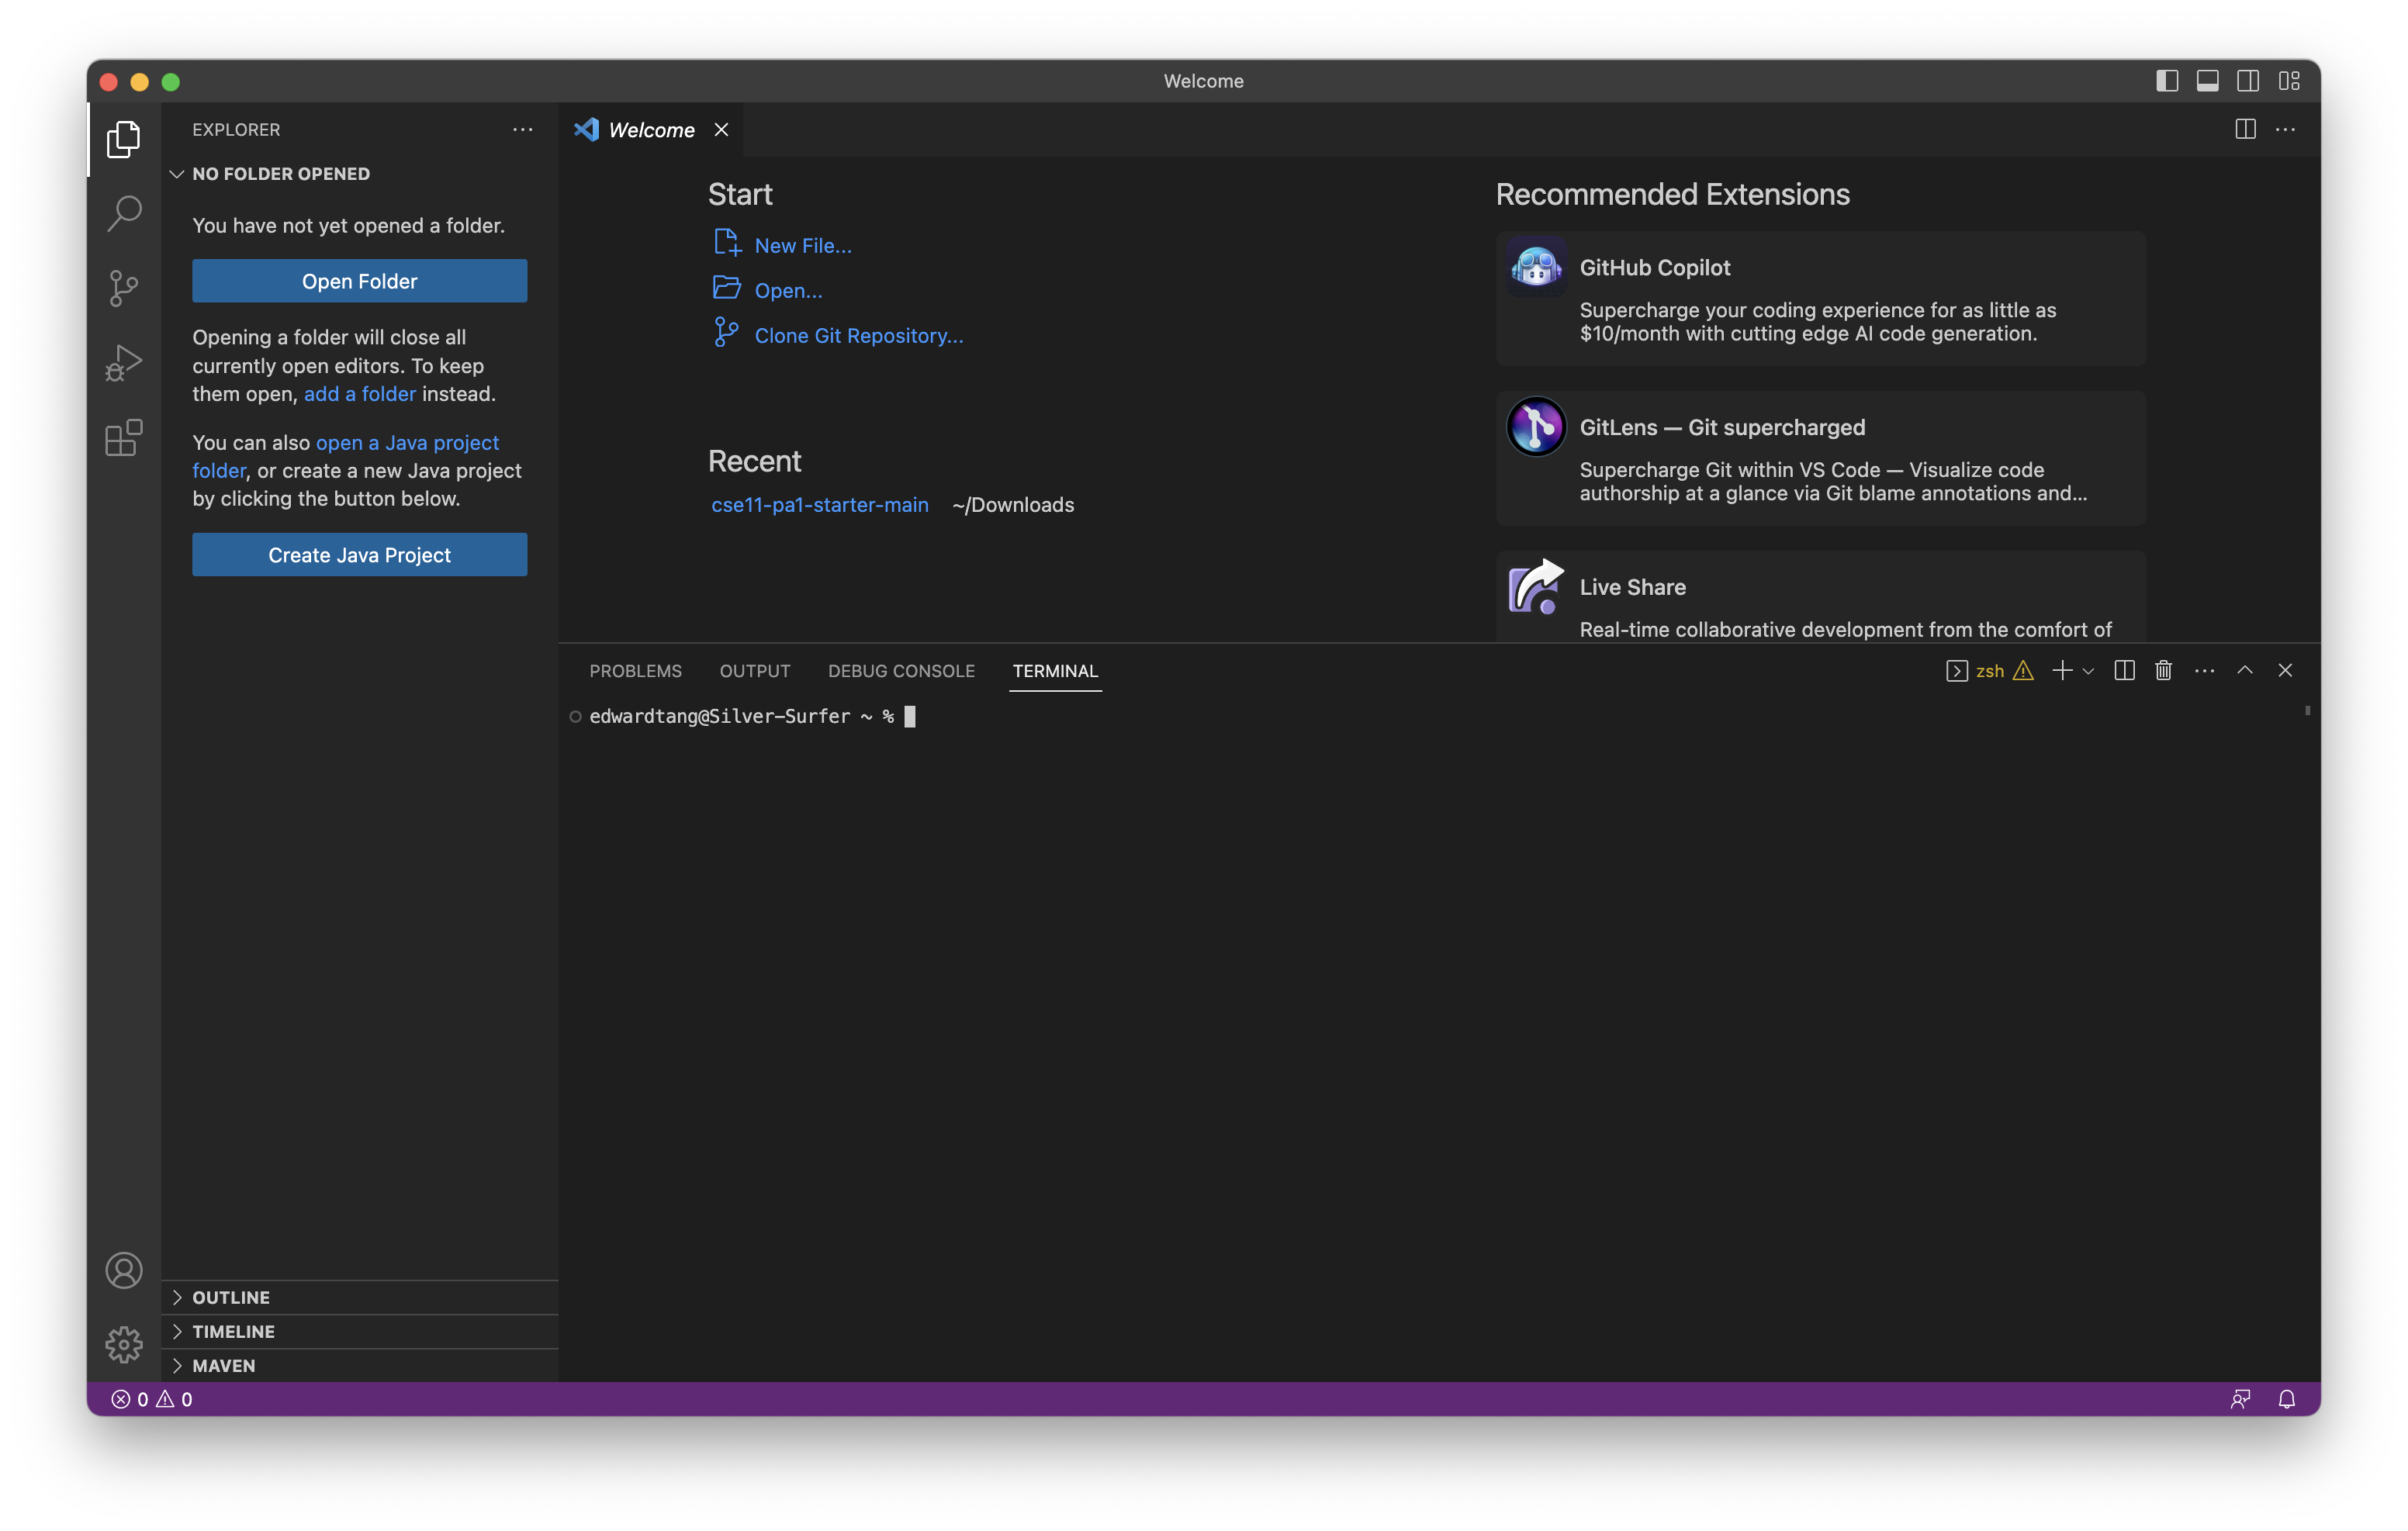 Welcome
EXPLORER
NO FOLDER OPENED
You have not yet opened a folder.
Open Folder
Opening a folder will close all
currently open editors. To keep
them open, add a folder instead.
You can also open a Java project
folder, or create a new Java project
by clicking the button below.
Create Java Project
OUTLINE
TIMELINE
MAVEN
Welcome
Start
New File...
Open...
Clone Git Repository...
Recent
cse11-pa1-starter-main ~/Downloads
Recommended Extensions
GitHub Copilot
Supercharge your coding experience for as little as
$10/month with cutting edge AI code generation.
GitLens — Git supercharged
Supercharge Git within VS Code — Visualize code
authorship at a glance via Git blame annotations and...
Live Share
Real-time collaborative development from the comfort of
PROBLEMS OUTPUT DEBUG CONSOLE TERMINAL
zsh
edwardtang@Silver-Surfer ~ %
0 0